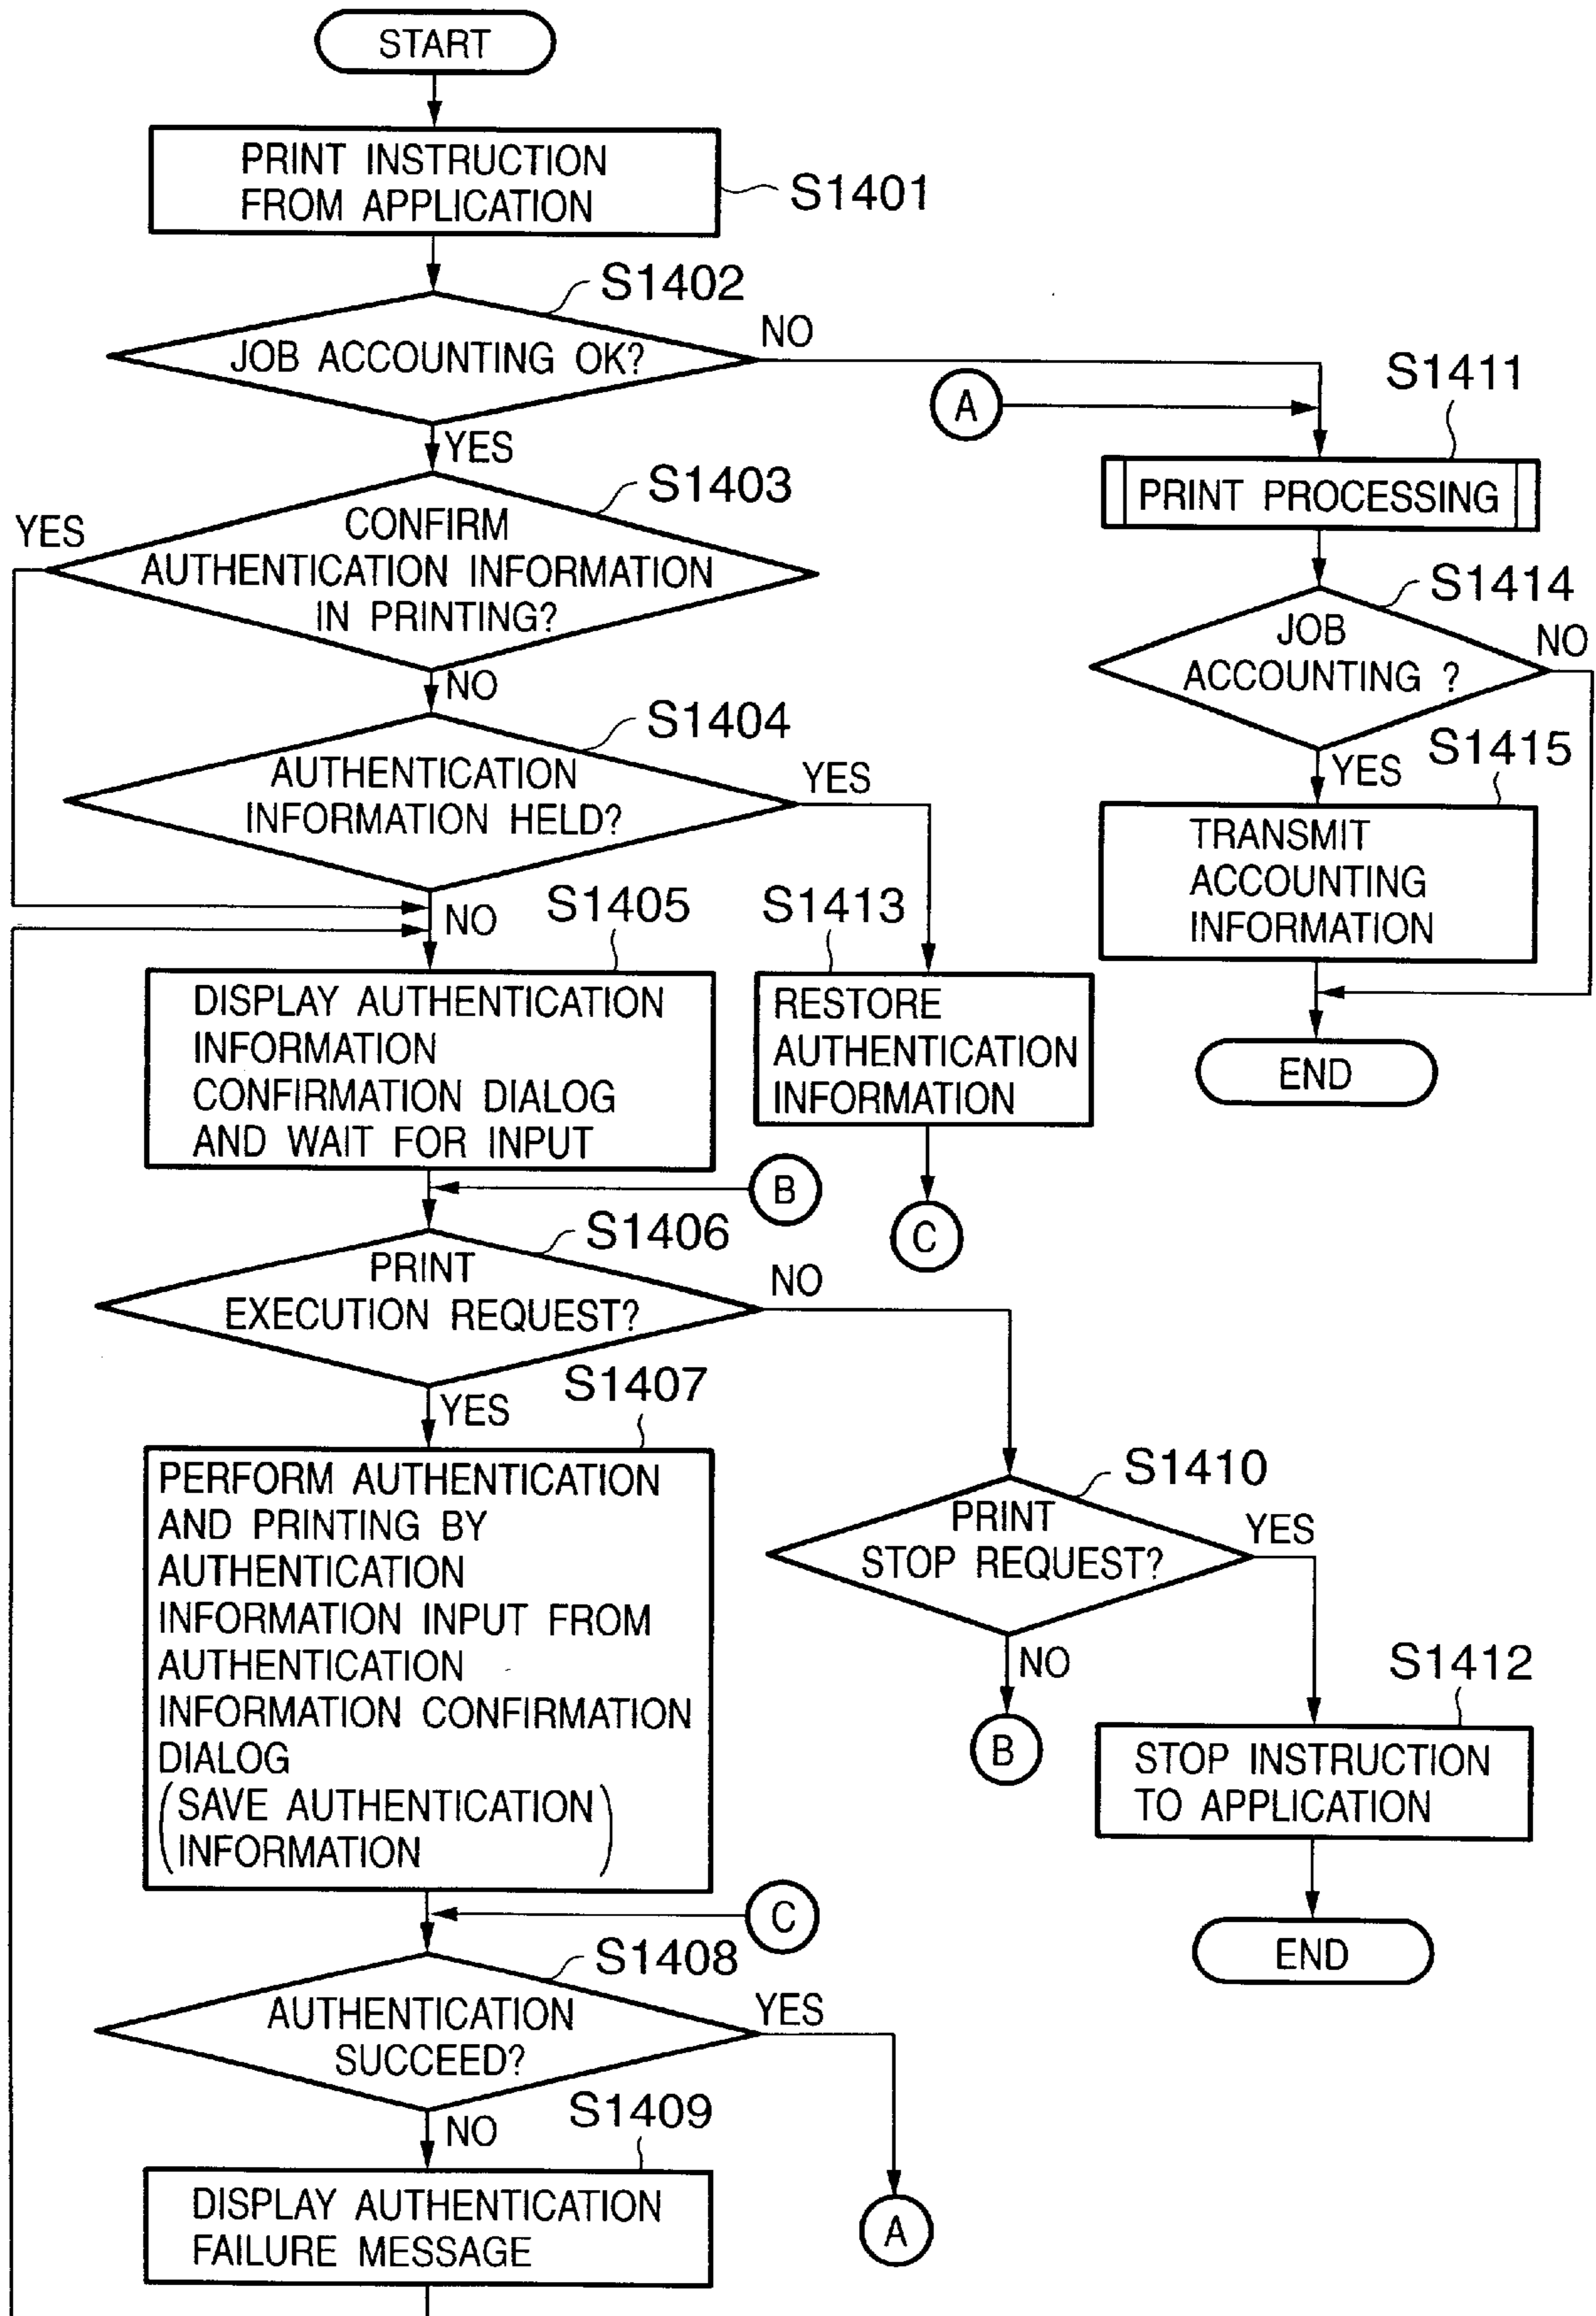 START
PRINT INSTRUCTION
FROM APPLICATION
S1401
S1402
JOB ACCOUNTING OK?
NO
YES
S1403
YES
CONFIRM
AUTHENTICATION INFORMATION
IN PRINTING?
NO
S1404
AUTHENTICATION
INFORMATION HELD?
YES
NO
S1405
DISPLAY AUTHENTICATION
INFORMATION
CONFIRMATION DIALOG
AND WAIT FOR INPUT
S1413
RESTORE
AUTHENTICATION
INFORMATION
C
B
A
S1411
PRINT PROCESSING
S1414
JOB
ACCOUNTING ?
NO
YES
S1415
TRANSMIT
ACCOUNTING
INFORMATION
END
S1406
PRINT
EXECUTION REQUEST?
NO
YES
S1407
PERFORM AUTHENTICATION
AND PRINTING BY
AUTHENTICATION
INFORMATION INPUT FROM
AUTHENTICATION
INFORMATION CONFIRMATION
DIALOG
(SAVE AUTHENTICATION
INFORMATION)
S1410
PRINT
STOP REQUEST?
YES
NO
B
S1412
STOP INSTRUCTION
TO APPLICATION
END
C
S1408
AUTHENTICATION
SUCCEED?
YES
NO
S1409
DISPLAY AUTHENTICATION
FAILURE MESSAGE
A